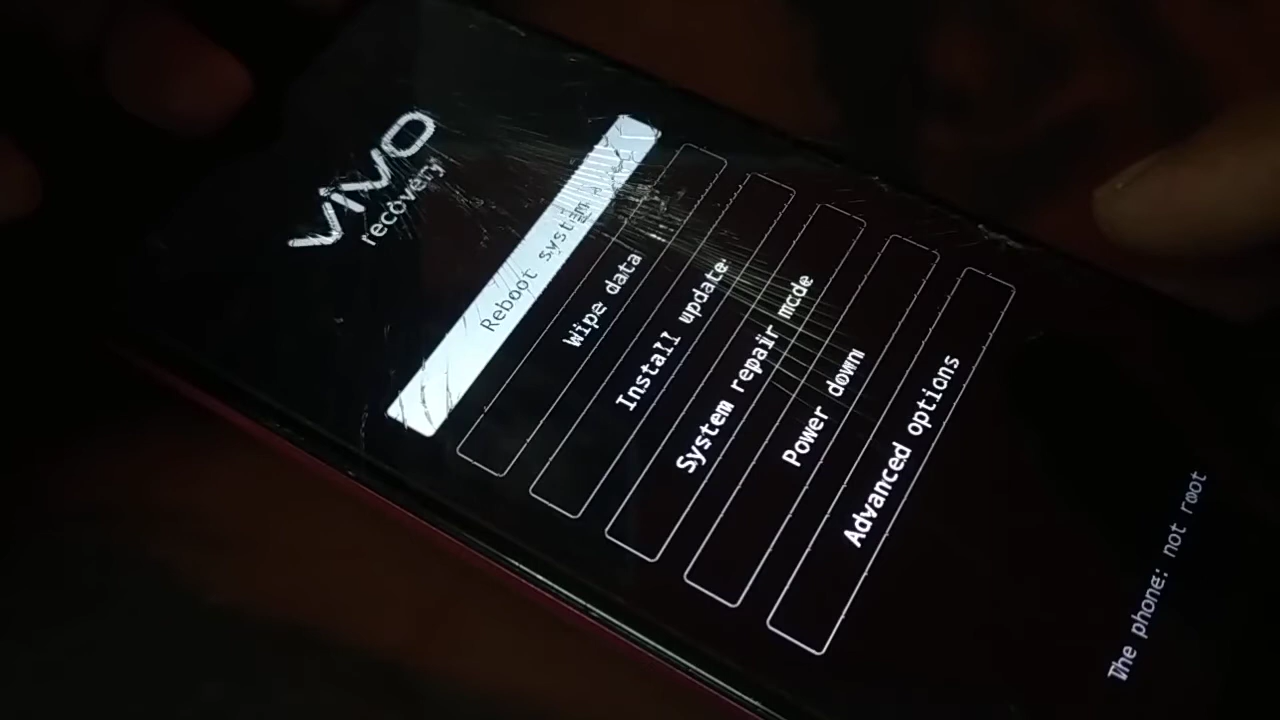 vivo
recovery
Reboot system
Wipe data
Install update
System repair mode
Power down
Advanced options
The phone: not root